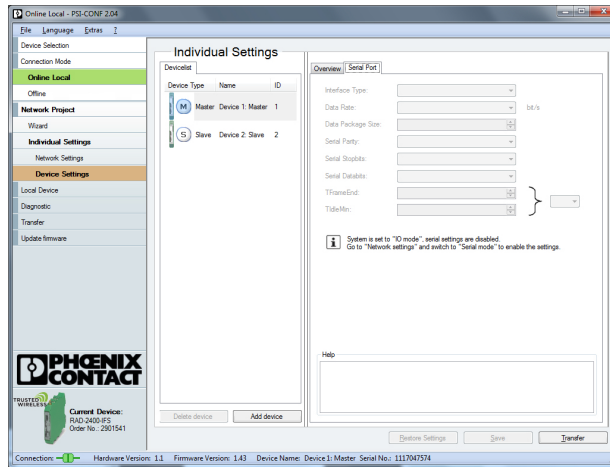 Online Local - PSI-CONF 2.04
File Language Extras ?
Device Selection
Connection Mode
Online Local
Offline
Network Project
Wizard
Individual Settings
Network Settings
Device Settings
Local Device
Diagnostic
Transfer
Update firmware
PHŒNIX
CONTACT
TRUSTED
WIRELESS
Current Device:
RAD-2400-IFS
Order No.: 2901541
Individual Settings
Devicelist
Device Type Name ID
M Master Device 1: Master 1
S Slave Device 2: Slave 2
Delete device Add device
Overview Serial Port
Interface Type:
Data Rate: bit/s
Data Package Size:
Serial Parity:
Serial Stopbits:
Serial Databits:
TFrameEnd:
TIdleMin:
i System is set to "IO mode", serial settings are disabled.
Go to "Network settings" and switch to "Serial mode" to enable the settings.
Help
Restore Settings Save Transfer
Connection: Hardware Version: 1.1 Firmware Version: 1.43 Device Name: Device 1: Master Serial No.: 1117047574